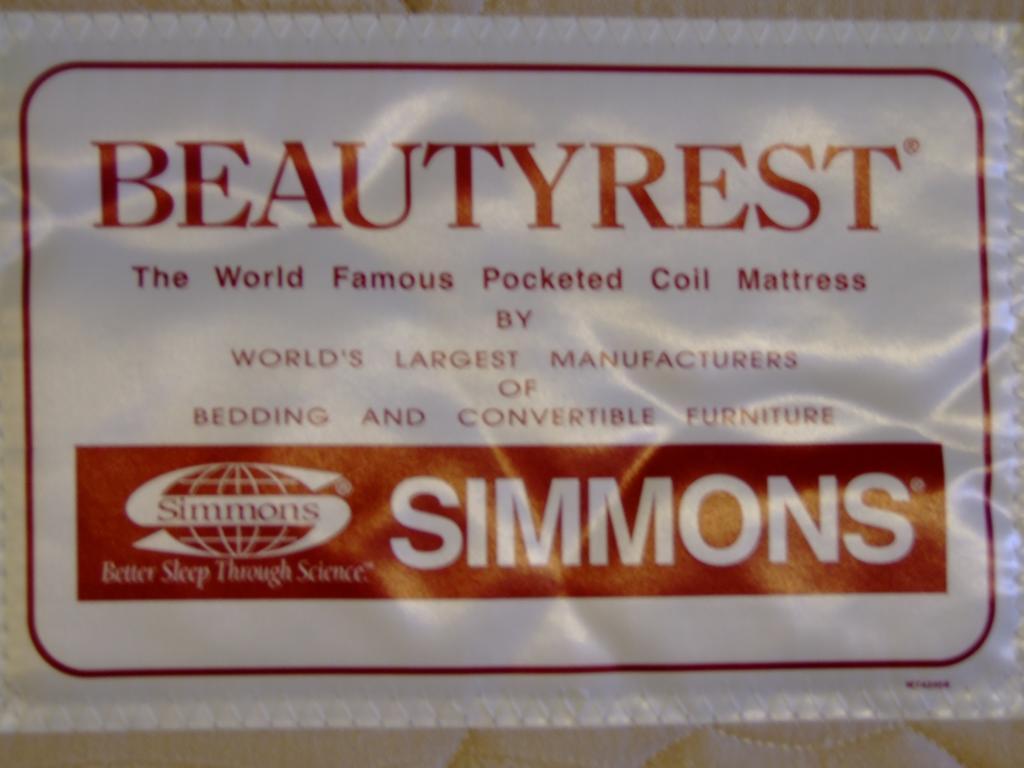 BEAUTYREST®
The World Famous Pocketed Coil Mattress
BY
WORLD'S LARGEST MANUFACTURERS
OF
BEDDING AND CONVERTIBLE FURNITURE
Simmons®
Better Sleep Through Science.™
SIMMONS®